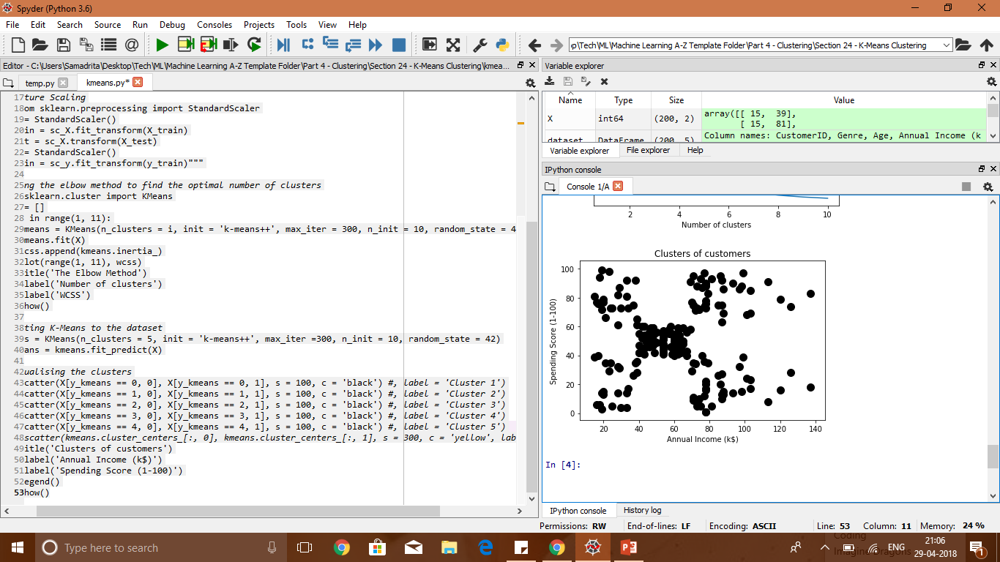 Spyder (Python 3.6)
File Edit Search Source Run Debug Consoles Projects Tools View Help
p\Tech\ML\Machine Learning A-Z Template Folder\Part 4 - Clustering\Section 24 - K-Means Clustering
Editor - C:\Users\Samadrita\Desktop\Tech\ML\Machine Learning A-Z Template Folder\Part 4 - Clustering\Section 24 - K-Means Clustering\kmea...
temp.py kmeans.py*
17ture Scaling
18om sklearn.preprocessing import StandardScaler
19= StandardScaler()
20in = sc_X.fit_transform(X_train)
21t = sc_X.transform(X_test)
22= StandardScaler()
23in = sc_y.fit_transform(y_train)"""
24
25ng the elbow method to find the optimal number of clusters
26sklearn.cluster import KMeans
27= []
28 in range(1, 11):
29means = KMeans(n_clusters = i, init = 'k-means++', max_iter = 300, n_init = 10, random_state = 4
30means.fit(X)
31css.append(kmeans.inertia_)
32lot(range(1, 11), wcss)
33itle('The Elbow Method')
34label('Number of clusters')
35label('WCSS')
36how()
37
38ting K-Means to the dataset
39s = KMeans(n_clusters = 5, init = 'k-means++', max_iter =300, n_init = 10, random_state = 42)
40ans = kmeans.fit_predict(X)
41
42ualising the clusters
43catter(X[y_kmeans == 0, 0], X[y_kmeans == 0, 1], s = 100, c = 'black') #, label = 'Cluster 1')
44catter(X[y_kmeans == 1, 0], X[y_kmeans == 1, 1], s = 100, c = 'black') #, label = 'Cluster 2')
45catter(X[y_kmeans == 2, 0], X[y_kmeans == 2, 1], s = 100, c = 'black') #, label = 'Cluster 3')
46catter(X[y_kmeans == 3, 0], X[y_kmeans == 3, 1], s = 100, c = 'black') #, label = 'Cluster 4')
47catter(X[y_kmeans == 4, 0], X[y_kmeans == 4, 1], s = 100, c = 'black') #, label = 'Cluster 5')
48scatter(kmeans.cluster_centers_[:, 0], kmeans.cluster_centers_[:, 1], s = 300, c = 'yellow', lab
49itle('Clusters of customers')
50label('Annual Income (k$)')
51label('Spending Score (1-100)')
52egend()
53how()
Variable explorer
Name Type Size Value
X int64 (200, 2) array([[ 15, 39],
[ 15, 81],
dataset DataFrame (200, 5) Column names: CustomerID, Genre, Age, Annual Income (k
Variable explorer File explorer Help
IPython console
Console 1/A
2 4 6 8 10
Number of clusters
Clusters of customers
100
80
60
40
20
0
Spending Score (1-100)
20 40 60 80 100 120 140
Annual Income (k$)
In [4]:
IPython console History log
Permissions: RW End-of-lines: LF Encoding: ASCII Line: 53 Column: 11 Memory: 24 %
Type here to search
Coding
Imagine Dragons
ENG
21:06
29-04-2018
1